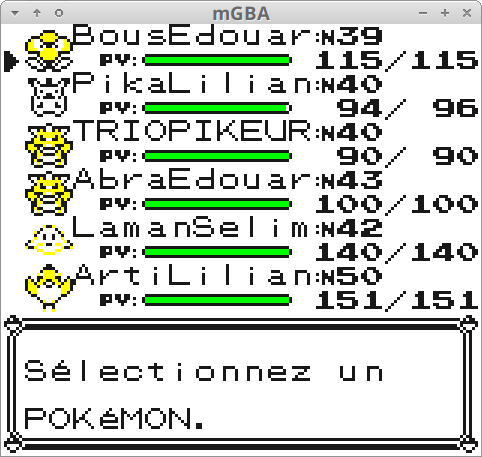 mGBA
BousEdouar:N39
PV: 115/115
PikaLilian:N40
PV: 94/ 96
TRIOPIKEUR:N40
PV: 90/ 90
AbraEdouar:N43
PV: 100/100
LamanSelim:N42
PV: 140/140
ArtiLilian:N50
PV: 151/151
Sélectionnez un
POKéMON.